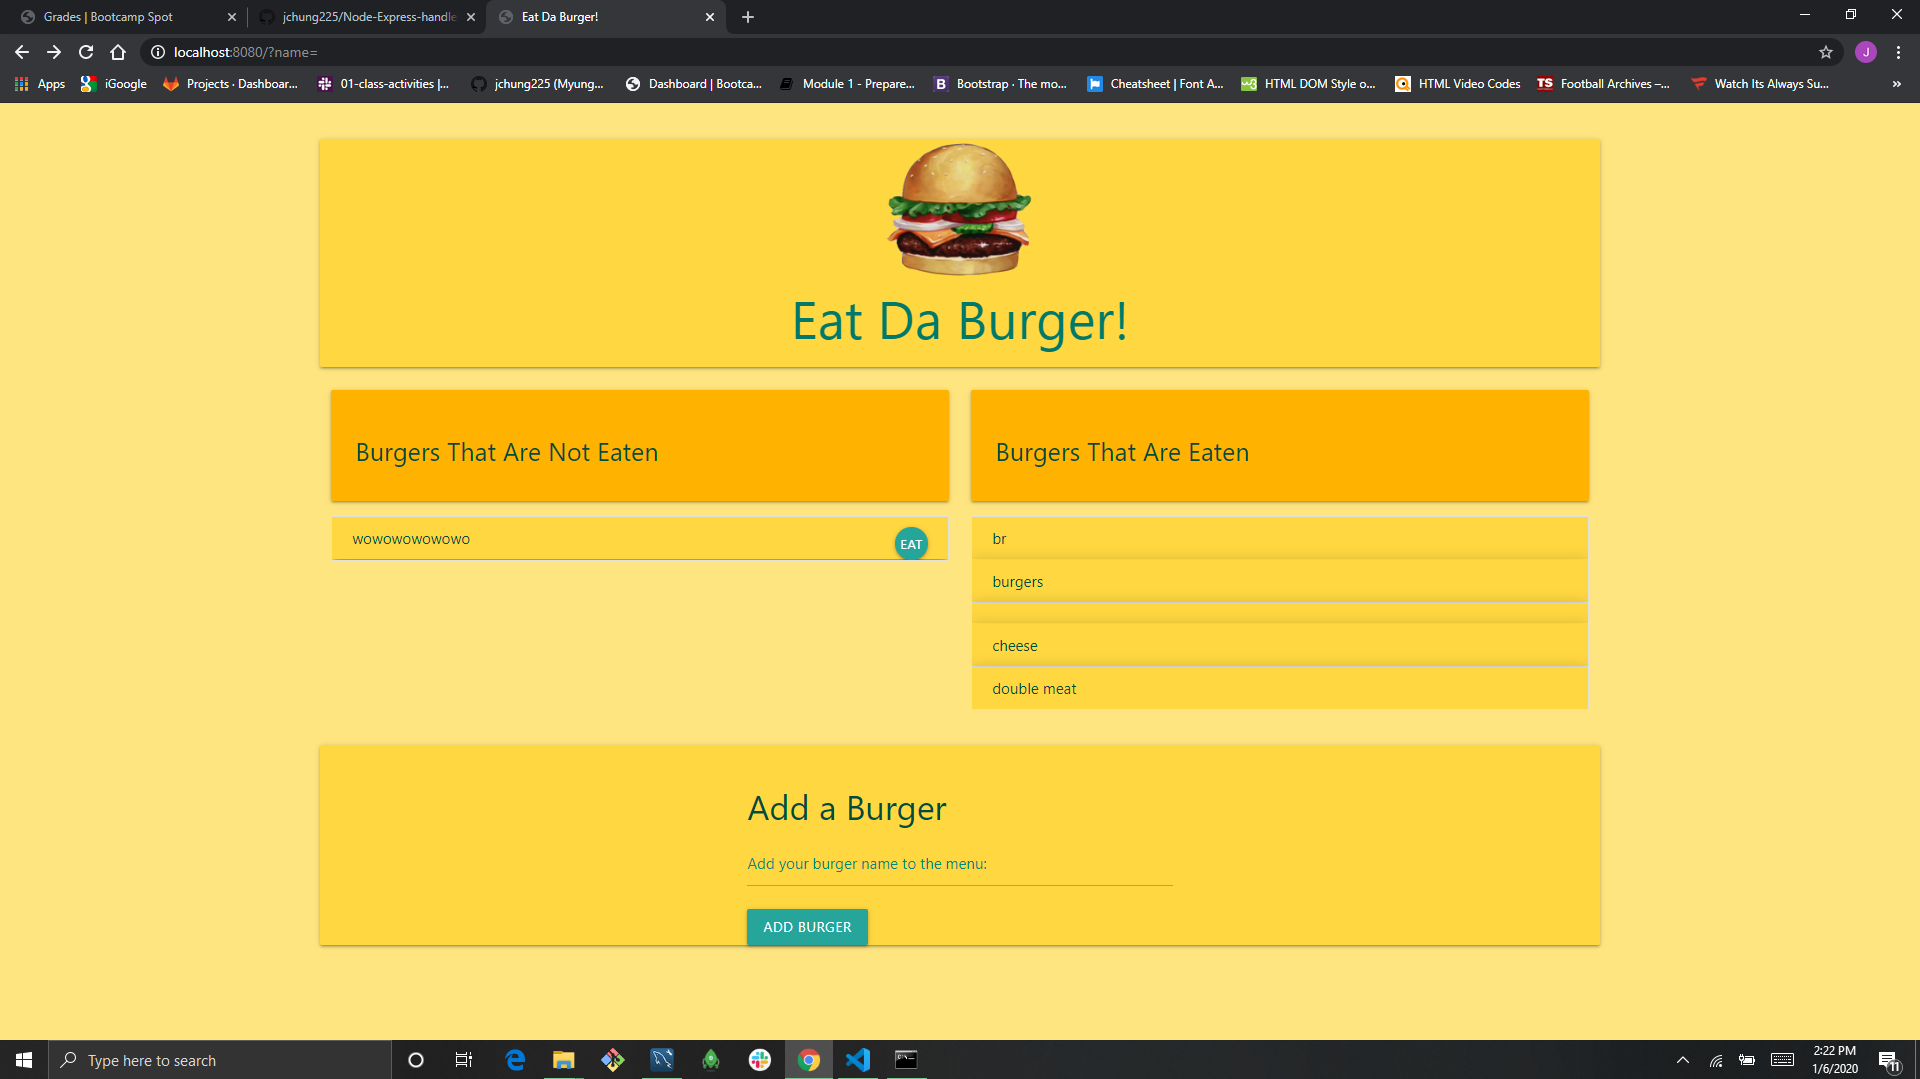 Grades | Bootcamp Spot
jchung225/Node-Express-handle
Eat Da Burger!
localhost:8080/?name=
J
Apps
iGoogle
Projects · Dashboar...
01-class-activities |...
jchung225 (Myung...
Dashboard | Bootca...
Module 1 - Prepare...
B
Bootstrap · The mo...
Cheatsheet | Font A...
HTML DOM Style o...
HTML Video Codes
TS
Football Archives –...
Watch Its Always Su...
»
Eat Da Burger!
Burgers That Are Not Eaten
Burgers That Are Eaten
wowowowowowo
EAT
br
burgers
cheese
double meat
Add a Burger
Add your burger name to the menu:
ADD BURGER
Type here to search
2:22 PM
1/6/2020
11